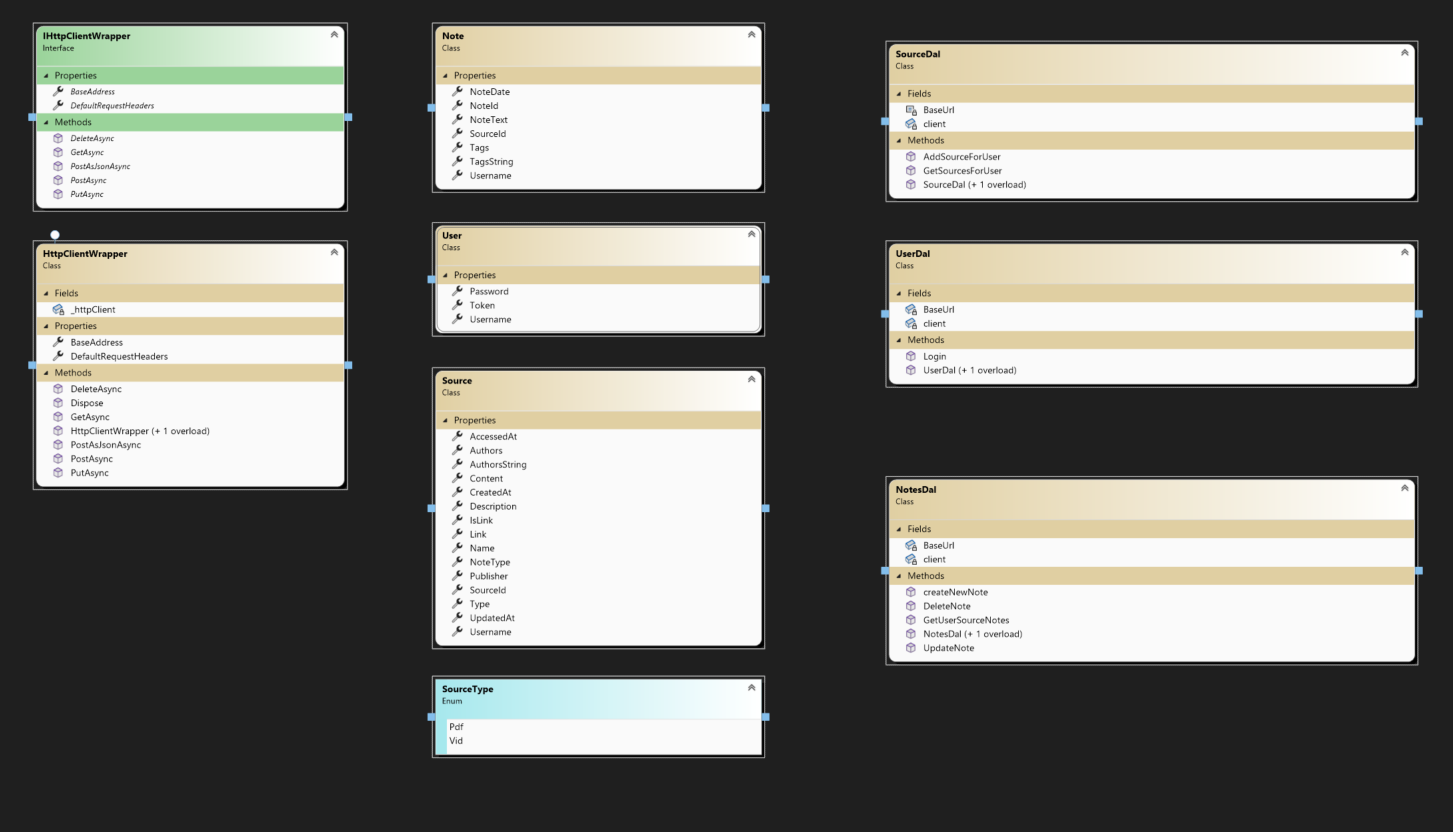 IHttpClientWrapper
Interface
Properties
BaseAddress
DefaultRequestHeaders
Methods
DeleteAsync
GetAsync
PostAsJsonAsync
PostAsync
PutAsync
HttpClientWrapper
Class
Fields
_httpClient
Properties
BaseAddress
DefaultRequestHeaders
Methods
DeleteAsync
Dispose
GetAsync
HttpClientWrapper (+ 1 overload)
PostAsJsonAsync
PostAsync
PutAsync
Note
Class
Properties
NoteDate
NoteId
NoteText
SourceId
Tags
TagsString
Username
User
Class
Properties
Password
Token
Username
Source
Class
Properties
AccessedAt
Authors
AuthorsString
Content
CreatedAt
Description
IsLink
Link
Name
NoteType
Publisher
SourceId
Type
UpdatedAt
Username
SourceType
Enum
Pdf
Vid
SourceDal
Class
Fields
BaseUrl
client
Methods
AddSourceForUser
GetSourcesForUser
SourceDal (+ 1 overload)
UserDal
Class
Fields
BaseUrl
client
Methods
Login
UserDal (+ 1 overload)
NotesDal
Class
Fields
BaseUrl
client
Methods
createNewNote
DeleteNote
GetUserSourceNotes
NotesDal (+ 1 overload)
UpdateNote